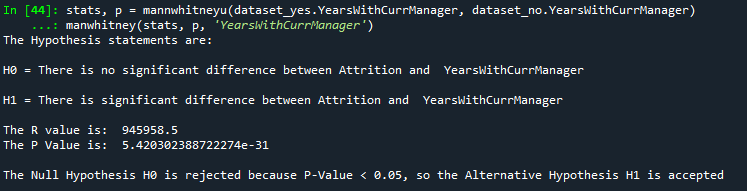 In [44]: stats, p = mannwhitneyu(dataset_yes.YearsWithCurrManager, dataset_no.YearsWithCurrManager)
...: manwhitney(stats, p, 'YearsWithCurrManager')
The Hypothesis statements are:
H0 = There is no significant difference between Attrition and  YearsWithCurrManager
H1 = There is significant difference between Attrition and  YearsWithCurrManager
The R value is:  945958.5
The P Value is:  5.420302388722274e-31
The Null Hypothesis H0 is rejected because P-Value < 0.05, so the Alternative Hypothesis H1 is accepted